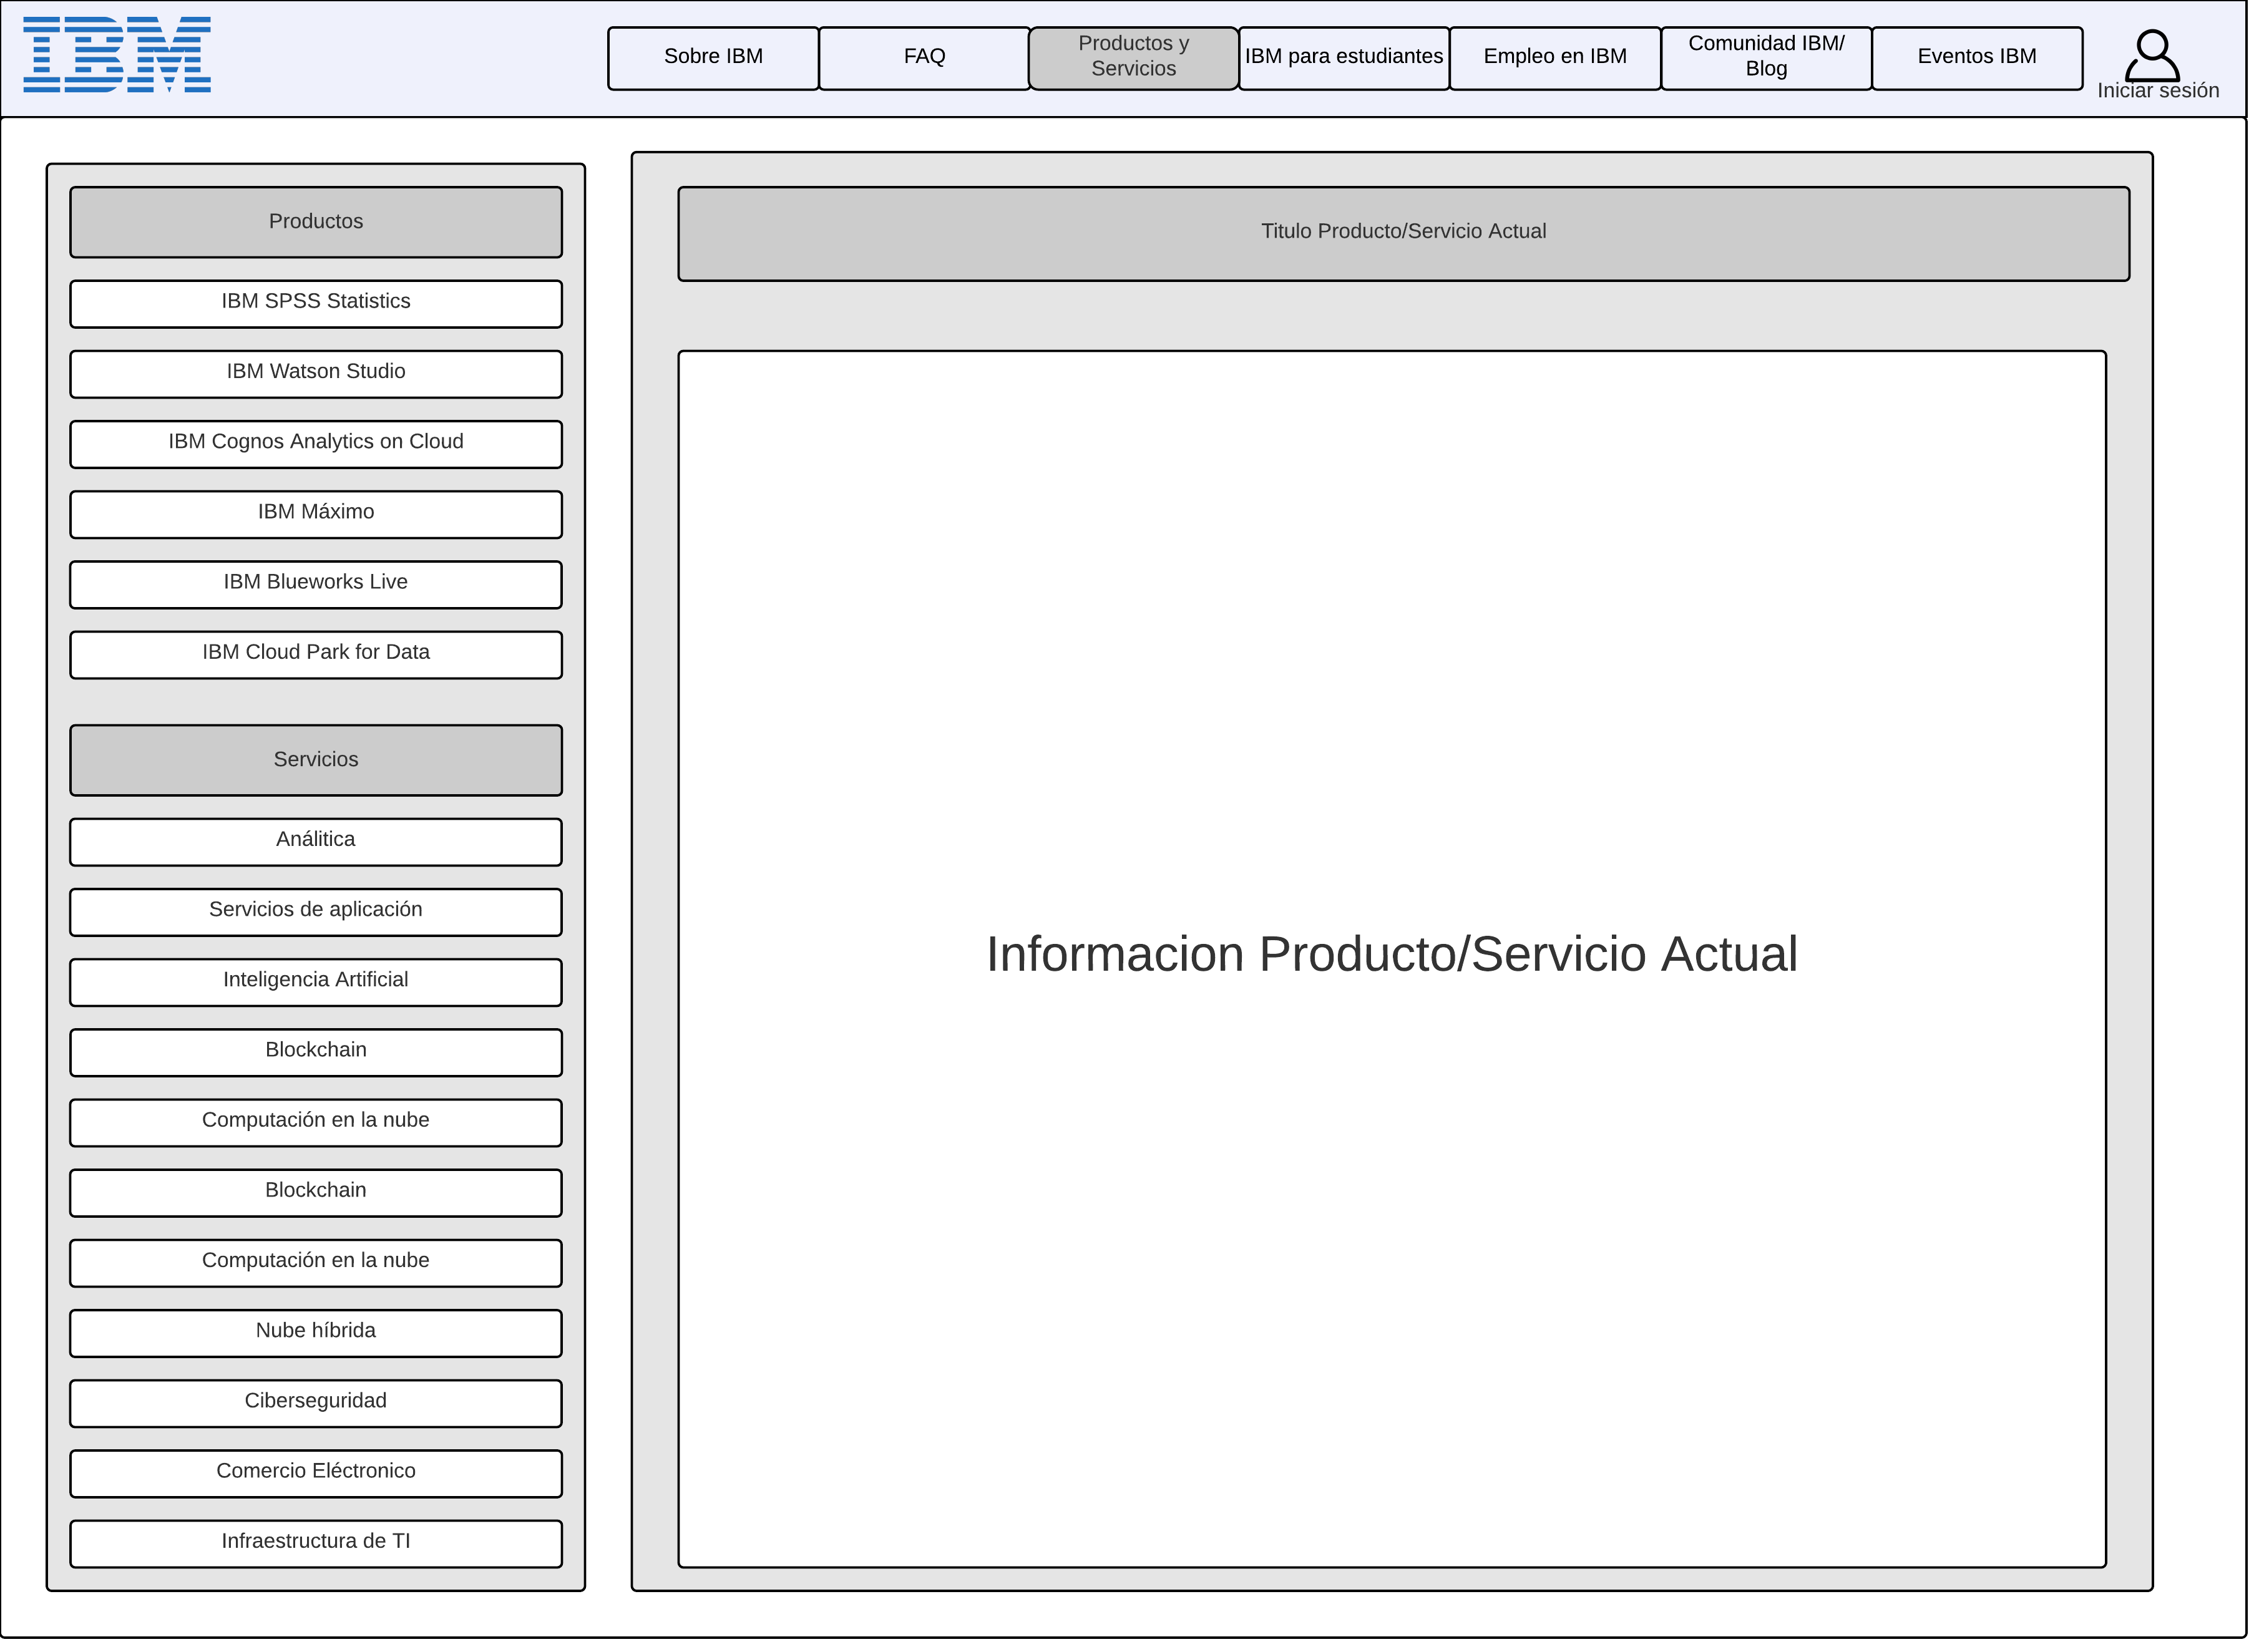 IBM
Sobre IBM
FAQ
Productos y
Servicios
IBM para estudiantes
Empleo en IBM
Comunidad IBM/
Blog
Eventos IBM
Iniciar sesión
Productos
IBM SPSS Statistics
IBM Watson Studio
IBM Cognos Analytics on Cloud
IBM Máximo
IBM Blueworks Live
IBM Cloud Park for Data
Servicios
Análitica
Servicios de aplicación
Inteligencia Artificial
Blockchain
Computación en la nube
Blockchain
Computación en la nube
Nube híbrida
Ciberseguridad
Comercio Eléctronico
Infraestructura de TI
Titulo Producto/Servicio Actual
Informacion Producto/Servicio Actual